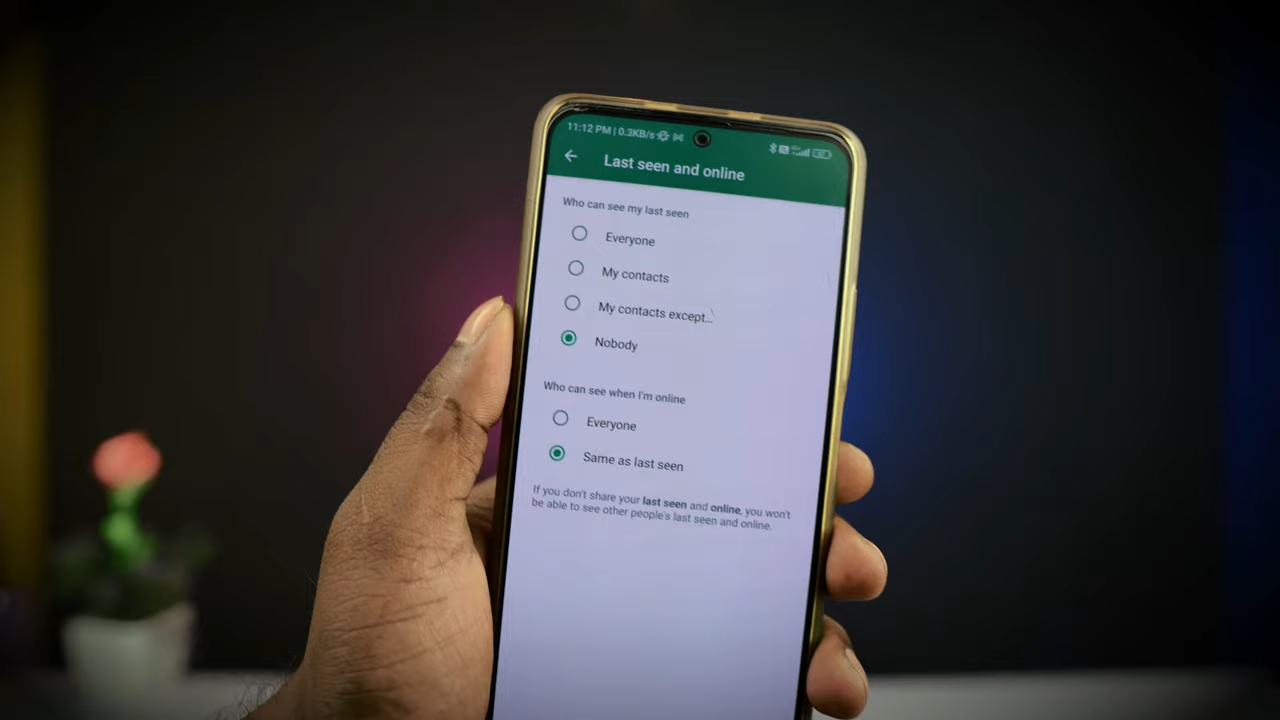 11:12 PM | 0.3KB/s
Last seen and online
Who can see my last seen
Everyone
My contacts
My contacts except...
Nobody
Who can see when I'm online
Everyone
Same as last seen
If you don't share your last seen and online, you won't
be able to see other people's last seen and online.